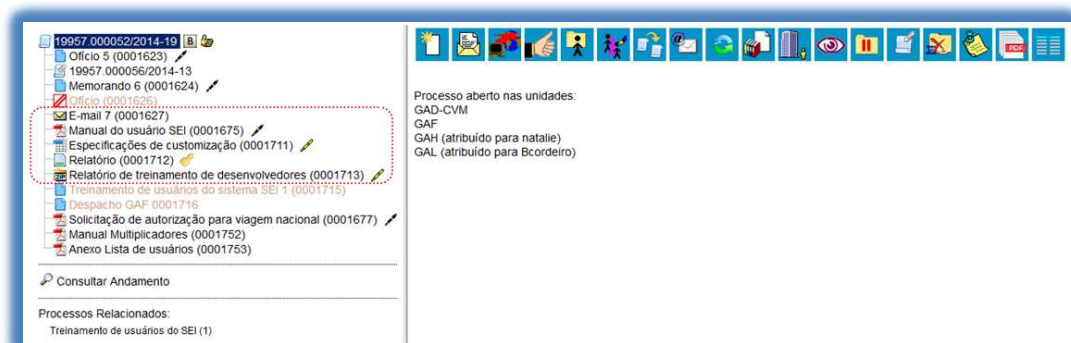 19957.000052/2014-19 B
Ofício 5 (0001623)
19957.000056/2014-13
Memorando 6 (0001624)
Ofício (0001626)
E-mail 7 (0001627)
Manual do usuário SEI (0001675)
Especificações de customização (0001711)
Relatório (0001712)
ZIP Relatório de treinamento de desenvolvedores (0001713)
Treinamento de usuários do sistema SEI 1 (0001715)
Despacho GAF 0001716
Solicitação de autorização para viagem nacional (0001677)
Manual Multiplicadores (0001752)
Anexo Lista de usuários (0001753)
Consultar Andamento
Processos Relacionados:
Treinamento de usuários do SEI (1)
PDF
Processo aberto nas unidades:
GAD-CVM
GAF
GAH (atribuído para natalie)
GAL (atribuído para Bcordeiro)